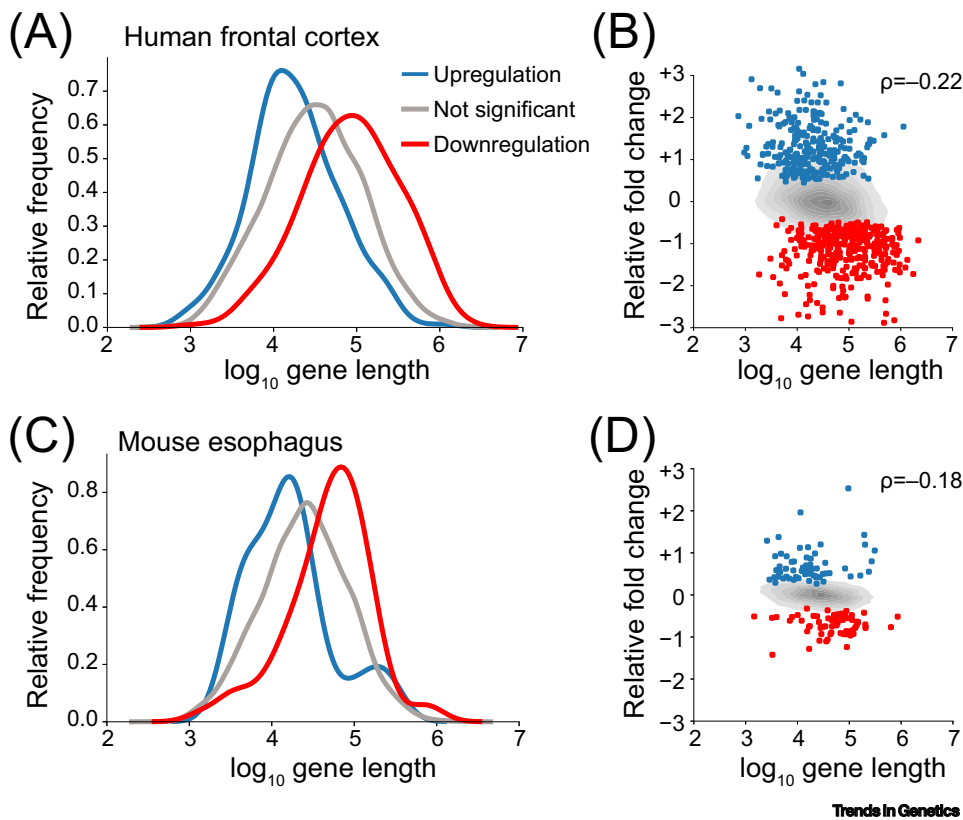 (A)
Human frontal cortex
Relative frequency
0.7
0.6
0.5
0.4
0.3
0.2
0.1
0.0
Upregulation
Not significant
Downregulation
2 3 4 5 6 7
log10 gene length
(B)
ρ=–0.22
Relative fold change
+3
+2
+1
0
−1
−2
−3
2 3 4 5 6 7
log10 gene length
(C)
Mouse esophagus
Relative frequency
0.8
0.6
0.4
0.2
0.0
2 3 4 5 6 7
log10 gene length
(D)
ρ=–0.18
Relative fold change
+3
+2
+1
0
−1
−2
−3
2 3 4 5 6 7
log10 gene length
Trends in Genetics